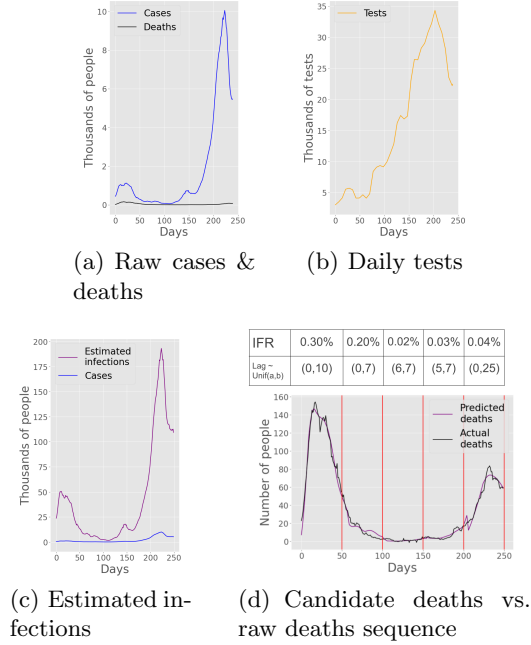 Cases
Deaths
Thousands of people
10
8
6
4
2
0
0 50 100 150 200 250
Days
(a) Raw cases &
deaths
Tests
Thousands of tests
35
30
25
20
15
10
5
0 50 100 150 200 250
Days
(b) Daily tests
Estimated
infections
Cases
Thousands of people
200
175
150
125
100
75
50
25
0
0 50 100 150 200 250
Days
(c) Estimated in-
fections
IFR 0.30% 0.20% 0.02% 0.03% 0.04%
Lag ~
Unif(a,b) (0,10) (0,7) (6,7) (5,7) (0,25)
Predicted
deaths
Actual
deaths
Number of people
160
140
120
100
80
60
40
20
0
0 50 100 150 200 250
Days
(d) Candidate deaths vs.
raw deaths sequence